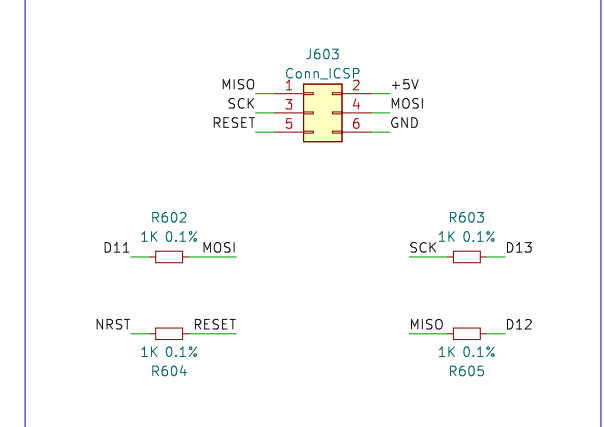 J603
Conn_ICSP
MISO 1 2 +5V
SCK 3 4 MOSI
RESET 5 6 GND
R602 R603
1K 0.1% 1K 0.1%
D11 MOSI SCK D13
NRST RESET MISO D12
1K 0.1% 1K 0.1%
R604 R605